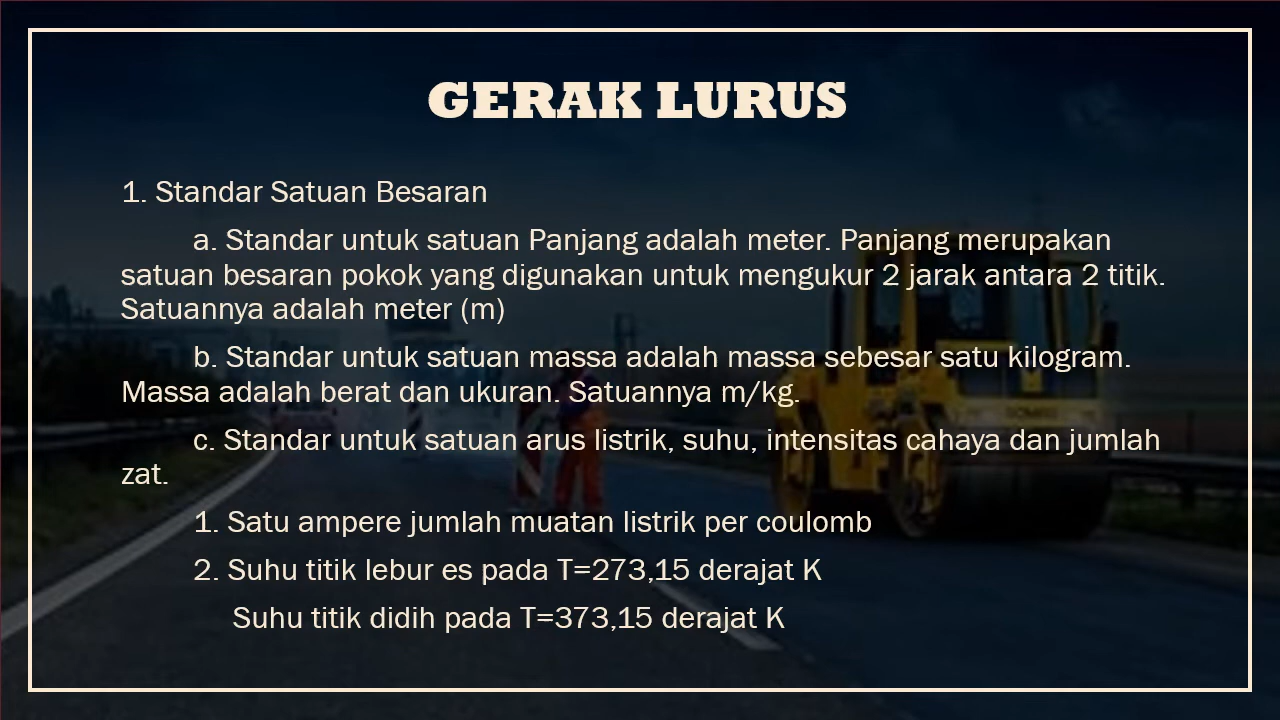 GERAK LURUS
1. Standar Satuan Besaran
a. Standar untuk satuan Panjang adalah meter. Panjang merupakan
satuan besaran pokok yang digunakan untuk mengukur 2 jarak antara 2 titik.
Satuannya adalah meter (m)
b. Standar untuk satuan massa adalah massa sebesar satu kilogram.
Massa adalah berat dan ukuran. Satuannya m/kg.
c. Standar untuk satuan arus listrik, suhu, intensitas cahaya dan jumlah
zat.
1. Satu ampere jumlah muatan listrik per coulomb
2. Suhu titik lebur es pada T=273,15 derajat K
Suhu titik didih pada T=373,15 derajat K